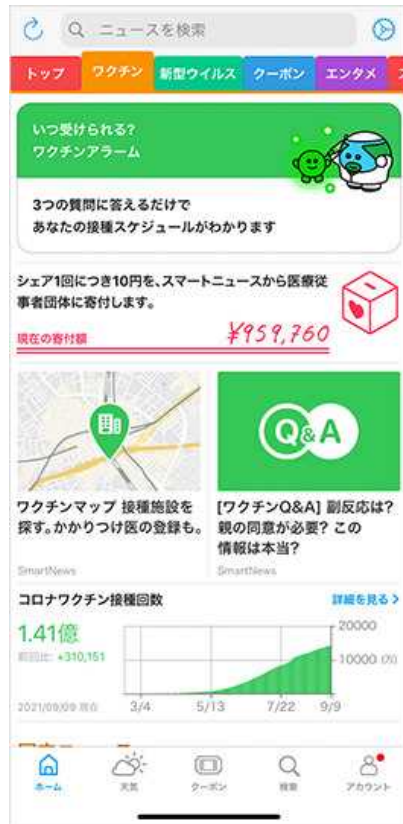 ニュースを検索
トップ ワクチン 新型ウイルス クーポン エンタメ
いつ受けられる?
ワクチンアラーム
3つの質問に答えるだけで
あなたの接種スケジュールがわかります
シェア1回につき10円を、スマートニュースから医療従
事者団体に寄付します。
現在の寄付額 ¥959,760
Q&A
ワクチンマップ 接種施設を
探す。かかりつけ医の登録も。
SmartNews
[ワクチンQ&A] 副反応は?
親の同意が必要? この
情報は本当?
SmartNews
コロナワクチン接種回数 詳細を見る
1.41億
前回比: +310,151
2021/09/09 現在
20000
10000 (万)
3/4 5/13 7/22 9/9
ホーム 天気 クーポン 検索 アカウント